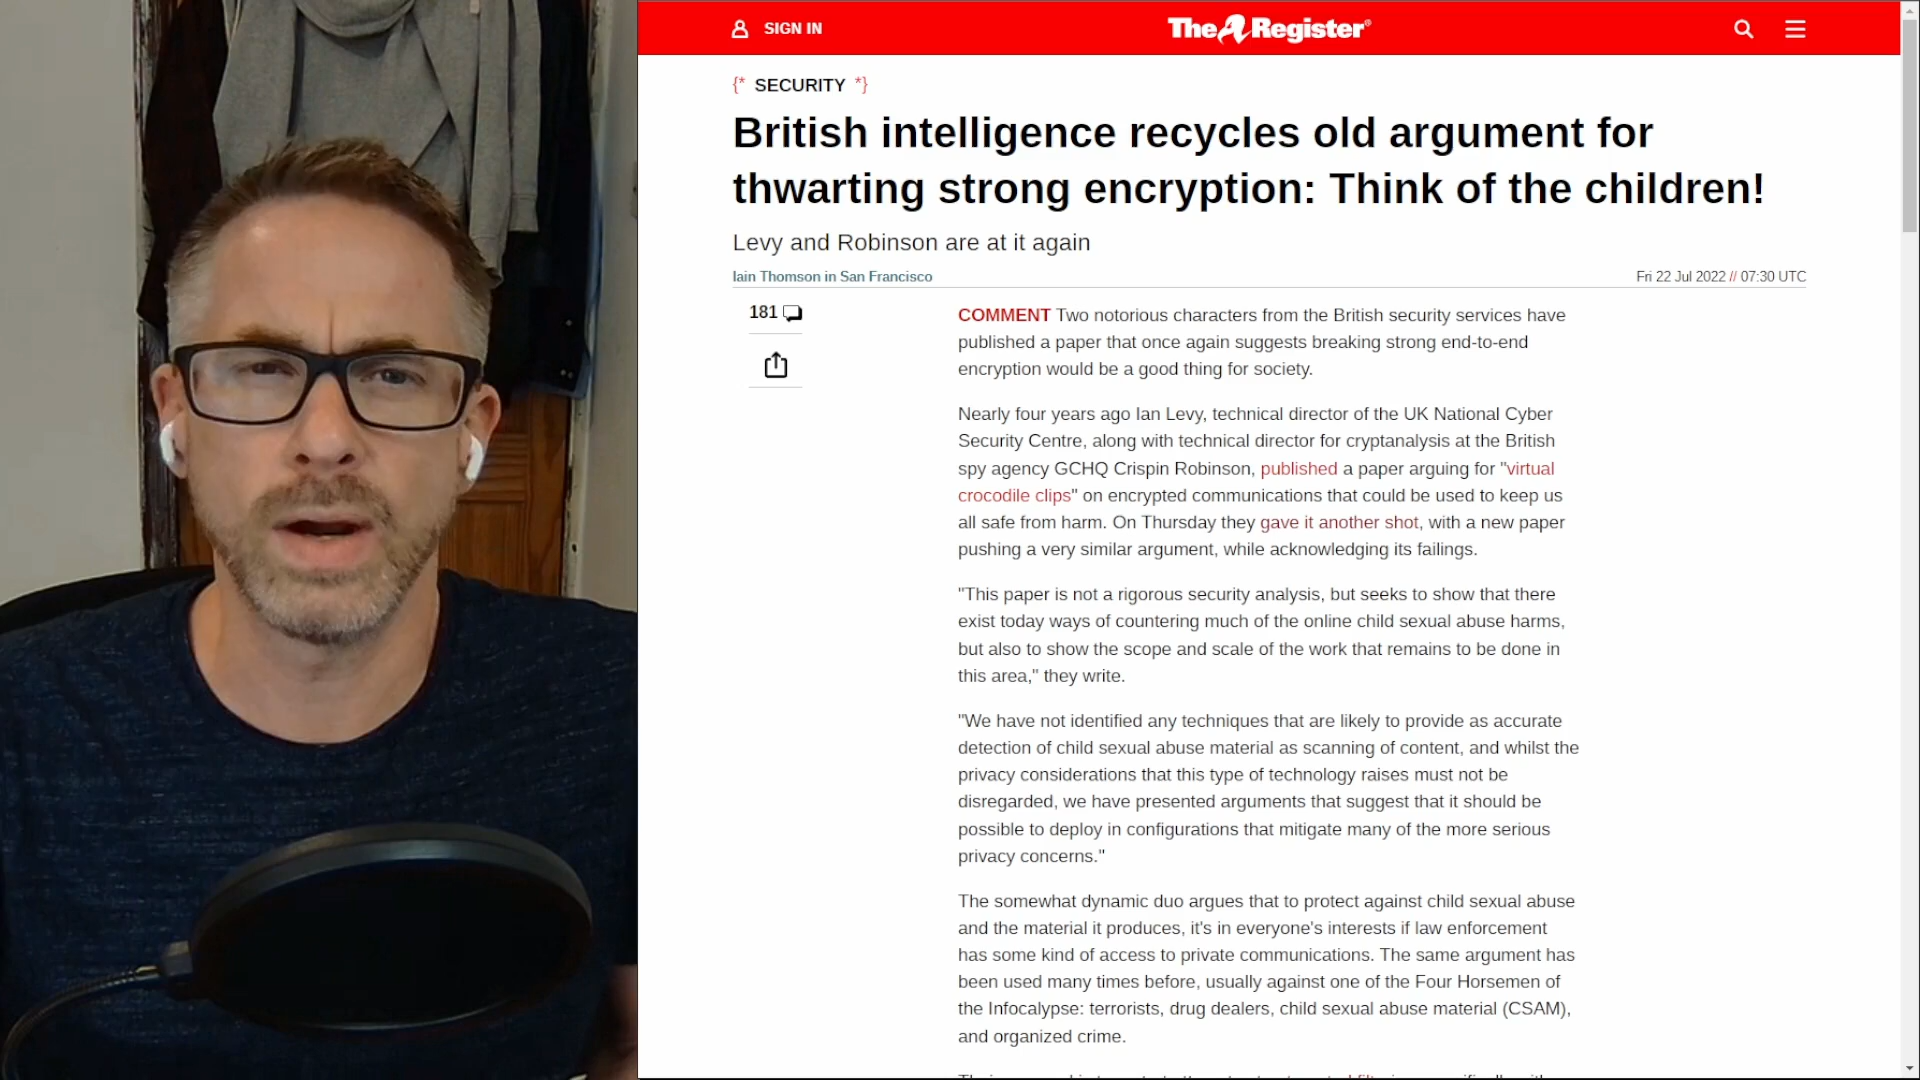 SIGN IN
The Register®
{* SECURITY *}
British intelligence recycles old argument for
thwarting strong encryption: Think of the children!
Levy and Robinson are at it again
Iain Thomson in San Francisco
Fri 22 Jul 2022 // 07:30 UTC
181
COMMENT Two notorious characters from the British security services have
published a paper that once again suggests breaking strong end-to-end
encryption would be a good thing for society.
Nearly four years ago Ian Levy, technical director of the UK National Cyber
Security Centre, along with technical director for cryptanalysis at the British
spy agency GCHQ Crispin Robinson, published a paper arguing for "virtual
crocodile clips" on encrypted communications that could be used to keep us
all safe from harm. On Thursday they gave it another shot, with a new paper
pushing a very similar argument, while acknowledging its failings.
"This paper is not a rigorous security analysis, but seeks to show that there
exist today ways of countering much of the online child sexual abuse harms,
but also to show the scope and scale of the work that remains to be done in
this area," they write.
"We have not identified any techniques that are likely to provide as accurate
detection of child sexual abuse material as scanning of content, and whilst the
privacy considerations that this type of technology raises must not be
disregarded, we have presented arguments that suggest that it should be
possible to deploy in configurations that mitigate many of the more serious
privacy concerns."
The somewhat dynamic duo argues that to protect against child sexual abuse
and the material it produces, it's in everyone's interests if law enforcement
has some kind of access to private communications. The same argument has
been used many times before, usually against one of the Four Horsemen of
the Infocalypse: terrorists, drug dealers, child sexual abuse material (CSAM),
and organized crime.